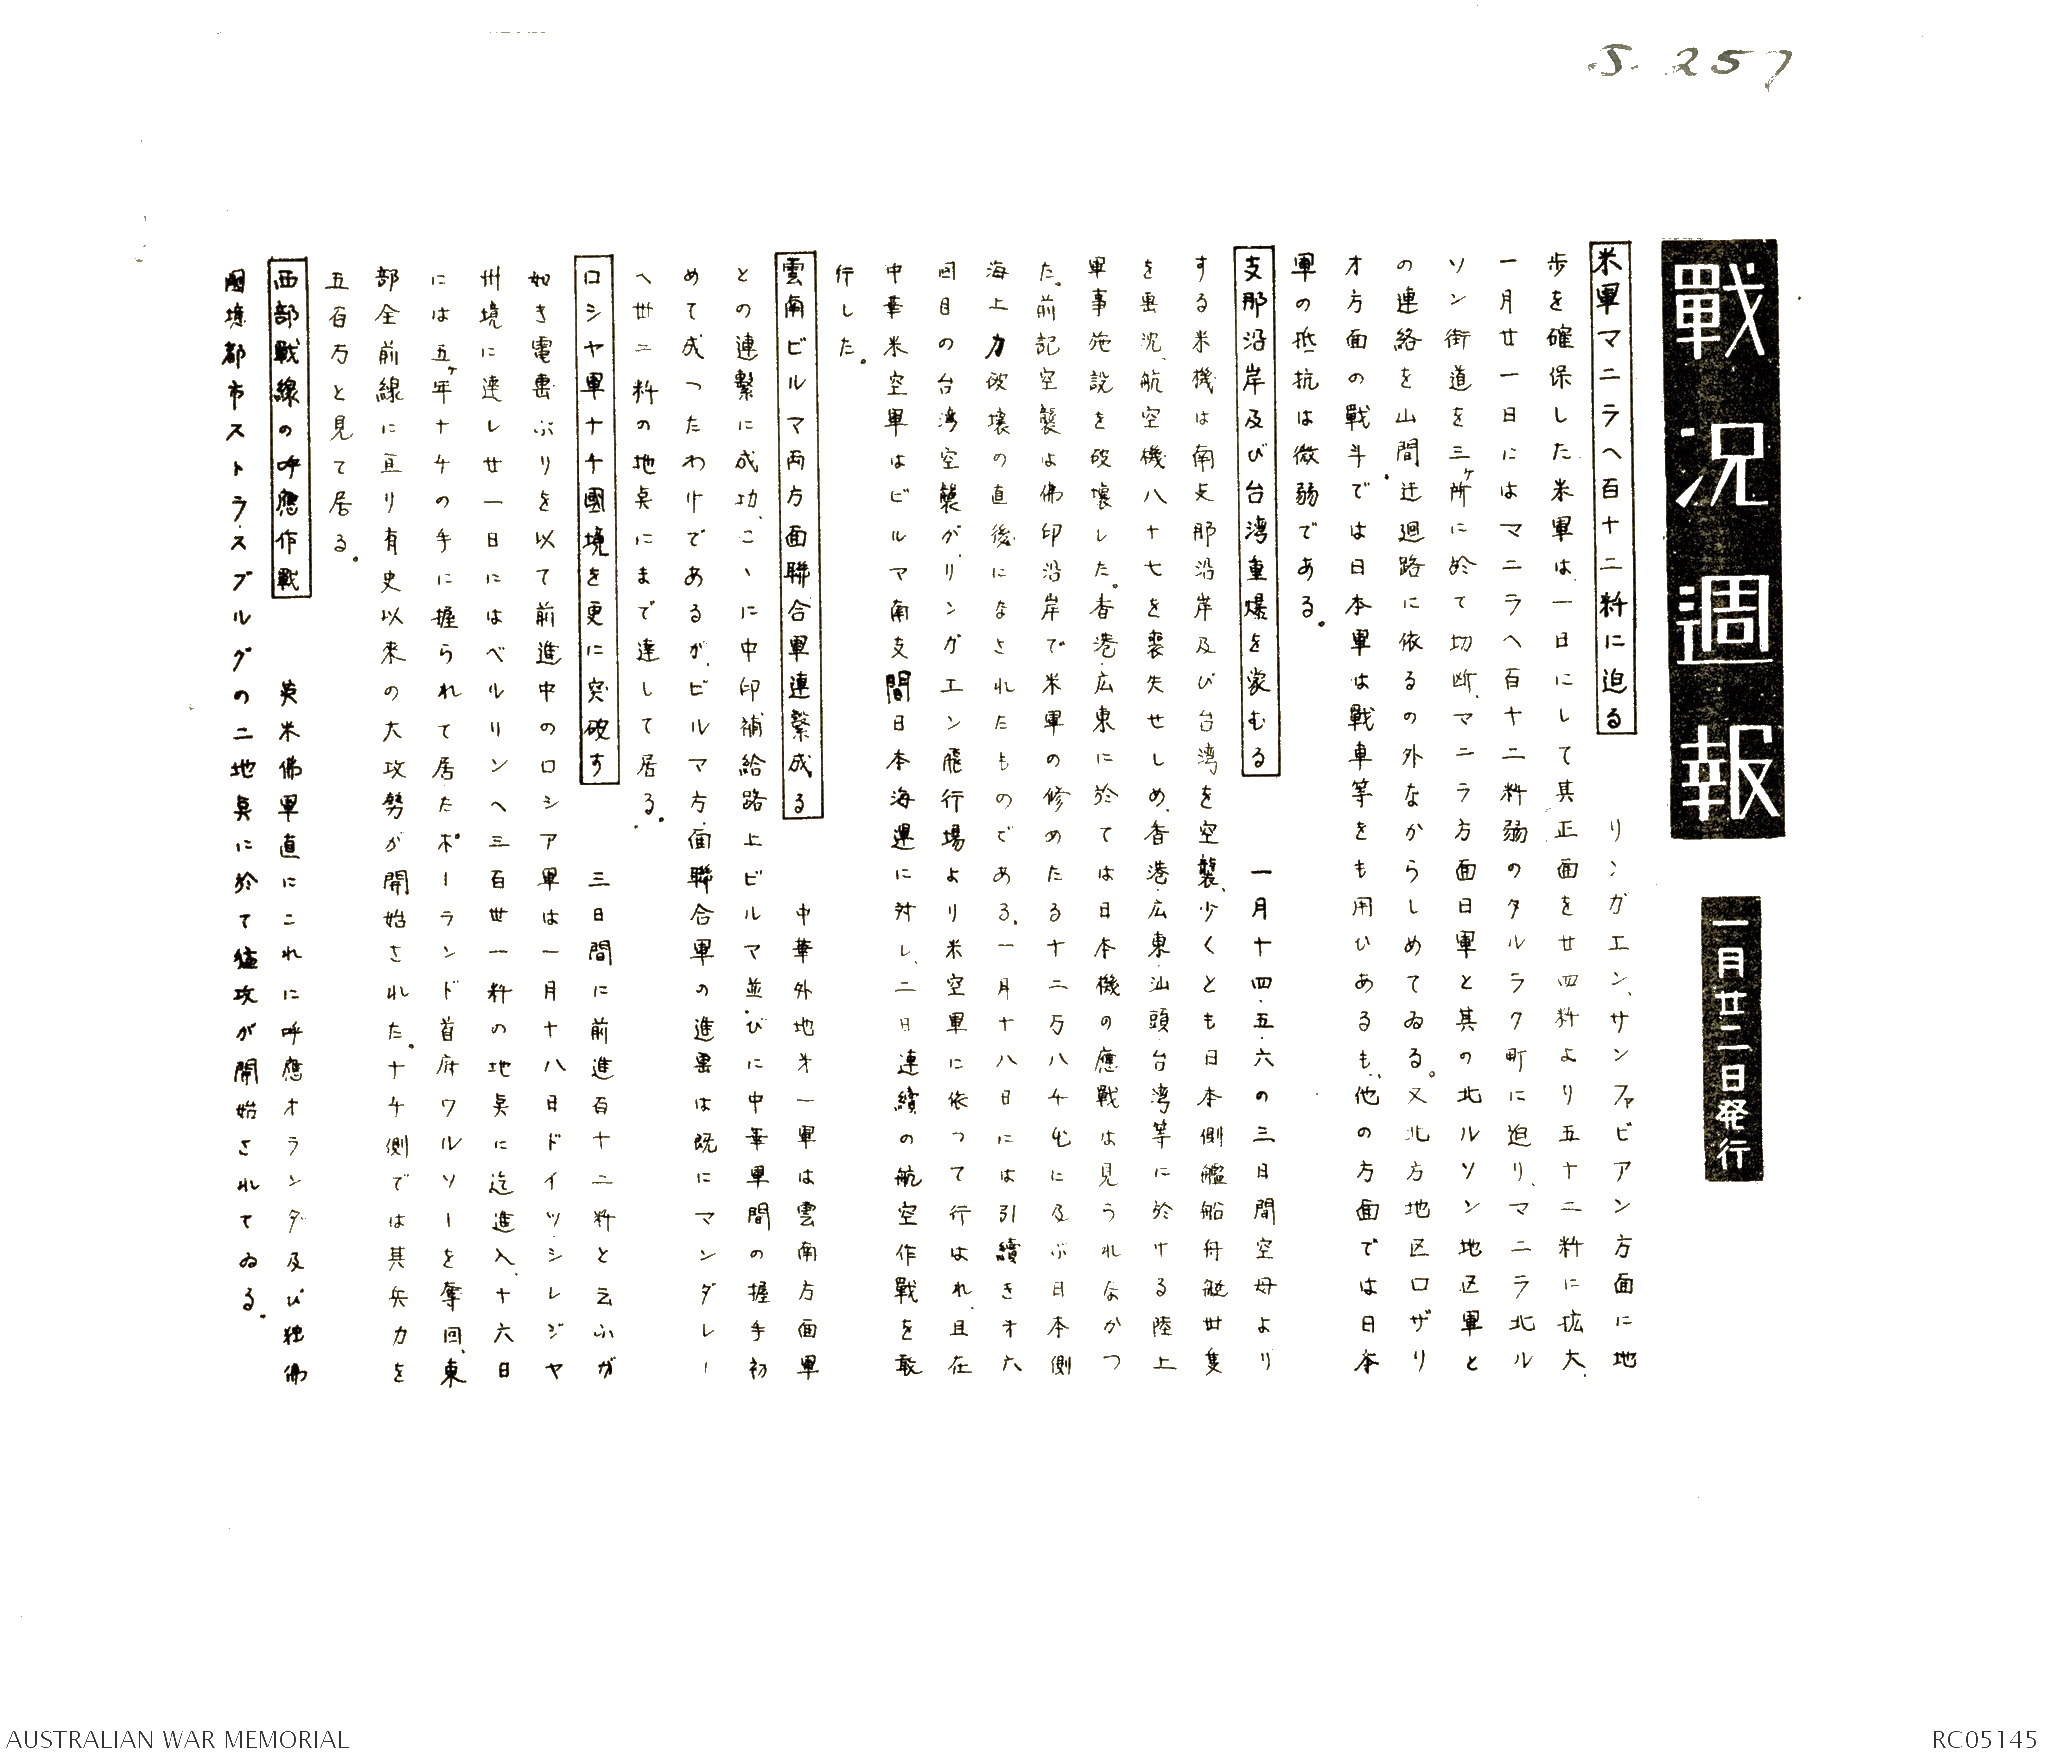 S. 257
戰況週報
一月廿二日発行
米軍マニラへ百十二粁に迫る　リンガエン、サンファビアン方面に地
歩を確保した米軍は、一日にして其正面を廿四粁より五十二粁に拡大、
一月廿一日にはマニラへ百十二粁弱のタルラク町に迫り、マニラ北ル
ソン街道を三ヶ所に於て切断、マニラ方面日軍と其の北ルソン地区軍と
の連絡を山間迂廻路に依るの外なからしめてゐる。又北方地区ロザリ
オ方面の戰斗では日本軍は戰車等をも用ひあるも、他の方面では日本
軍の抵抗は微弱である。
支那沿岸及び台湾重爆を蒙むる　一月十四・五・六の三日間空母より
する米機は南支那沿岸及び台湾を空襲、少くとも日本側艦船舟艇廿隻
を轟沈、航空機八十七を喪失せしめ、香港・広東・汕頭・台湾等に於ける陸上
軍事施設を破壊した。香港・広東に於ては日本機の應戰は見られなかつ
た。前記空襲は佛印沿岸で米軍の修めたる十二万八千屯に及ぶ日本側
海上力破壊の直後になされたものである。一月十八日には引續きオ六
回目の台湾空襲がリンガエン飛行場より米空軍に依つて行はれ、且在
中華米空軍はビルマ南支間日本海運に対し、二日連續の航空作戰を敢
行した。
雲南ビルマ両方面聯合軍連繋成る　中華外地オ一軍は雲南方面軍
との連繋に成功、こゝに中印補給路上ビルマ並びに中華軍間の握手初
めて成つたわけであるが、ビルマ方面聯合軍の進轟は既にマンダレー
へ廿二粁の地点にまで達して居る。
ロシヤ軍ナチ國境を更に突破す　三日間に前進百十二粁と云ふが
如き電轟ぶりを以て前進中のロシア軍は一月十八日ドイツ・シレジヤ
州境に達し廿一日にはベルリンへ三百廿一粁の地点に迄進入、十六日
には五ヶ年ナチの手に握られて居たポーランド首府ワルソーを奪回、東
部全前線に亘り有史以來の大攻勢が開始された。ナチ側では其兵力を
五百万と見て居る。
西部戰線の呼應作戰　英米佛軍直にこれに呼應オランダ及び独佛
國境都市ストラスブルグの二地点に於て猛攻が開始されてゐる。
AUSTRALIAN WAR MEMORIAL
RC05145